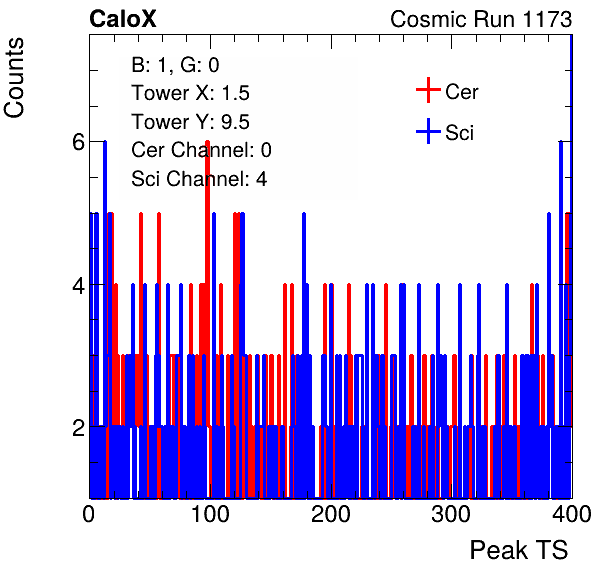 CaloX Cosmic Run 1173
B: 1, G: 0
Tower X: 1.5
Tower Y: 9.5
Cer Channel: 0
Sci Channel: 4
Cer
Sci
Counts
6
4
2
0 100 200 300 400
Peak TS